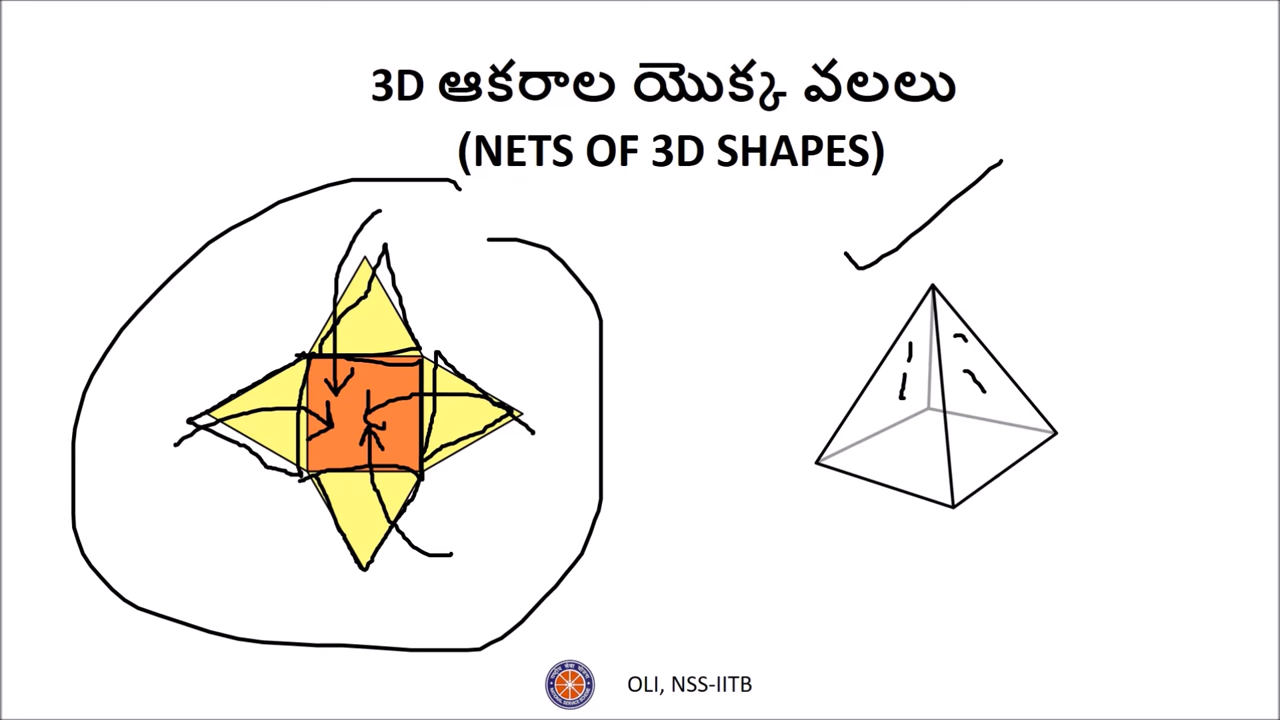 3D ఆకరాల యొక్క వలలు
(NETS OF 3D SHAPES)
OLI, NSS-IITB